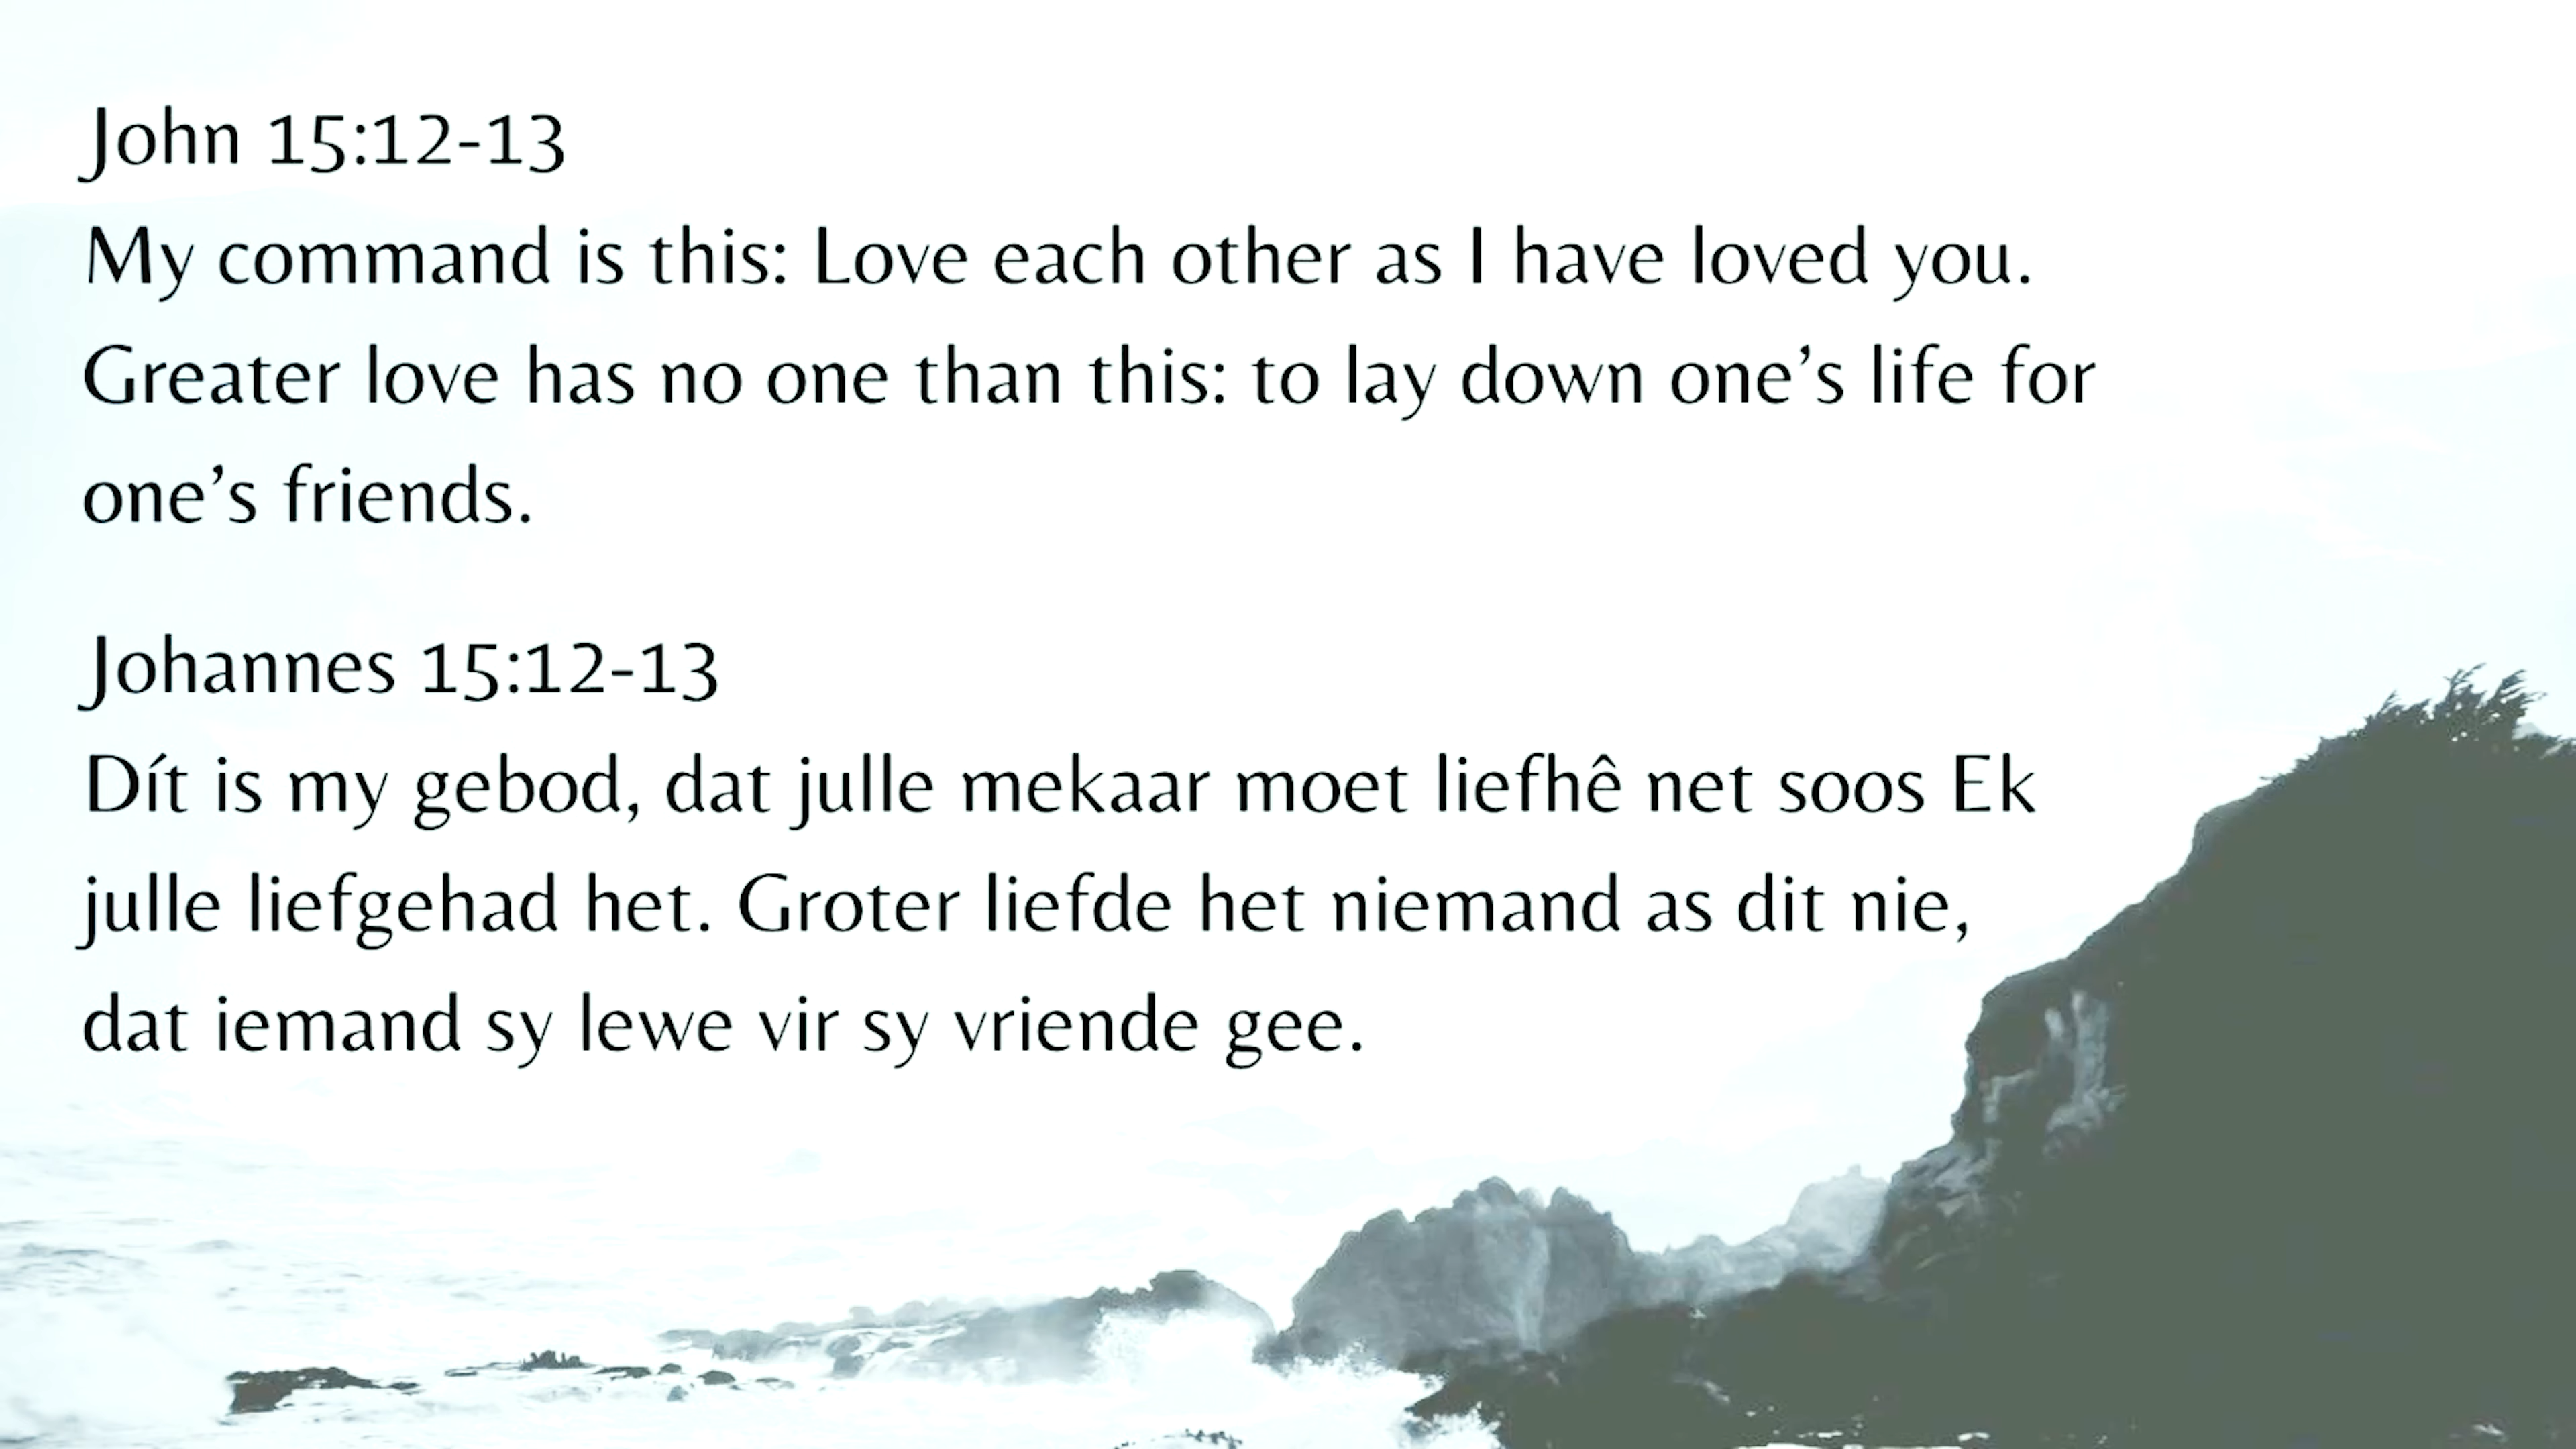 John 15:12-13
My command is this: Love each other as I have loved you.
Greater love has no one than this: to lay down one’s life for
one’s friends.
Johannes 15:12-13
Dít is my gebod, dat julle mekaar moet liefhê net soos Ek
julle liefgehad het. Groter liefde het niemand as dit nie,
dat iemand sy lewe vir sy vriende gee.